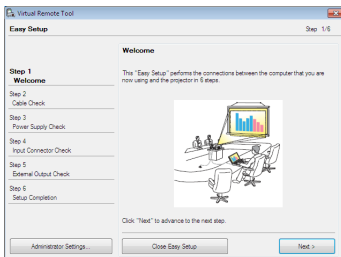 Virtual Remote Tool
Easy Setup
Step 1/6
Welcome
Step 1
Welcome
This "Easy Setup" performs the connections between the computer that you are
now using and the projector in 6 steps.
Step 2
Cable Check
Step 3
Power Supply Check
Step 4
Input Connector Check
Step 5
External Output Check
Step 6
Setup Completion
Click "Next" to advance to the next step.
Administrator Settings...
Close Easy Setup
Next >